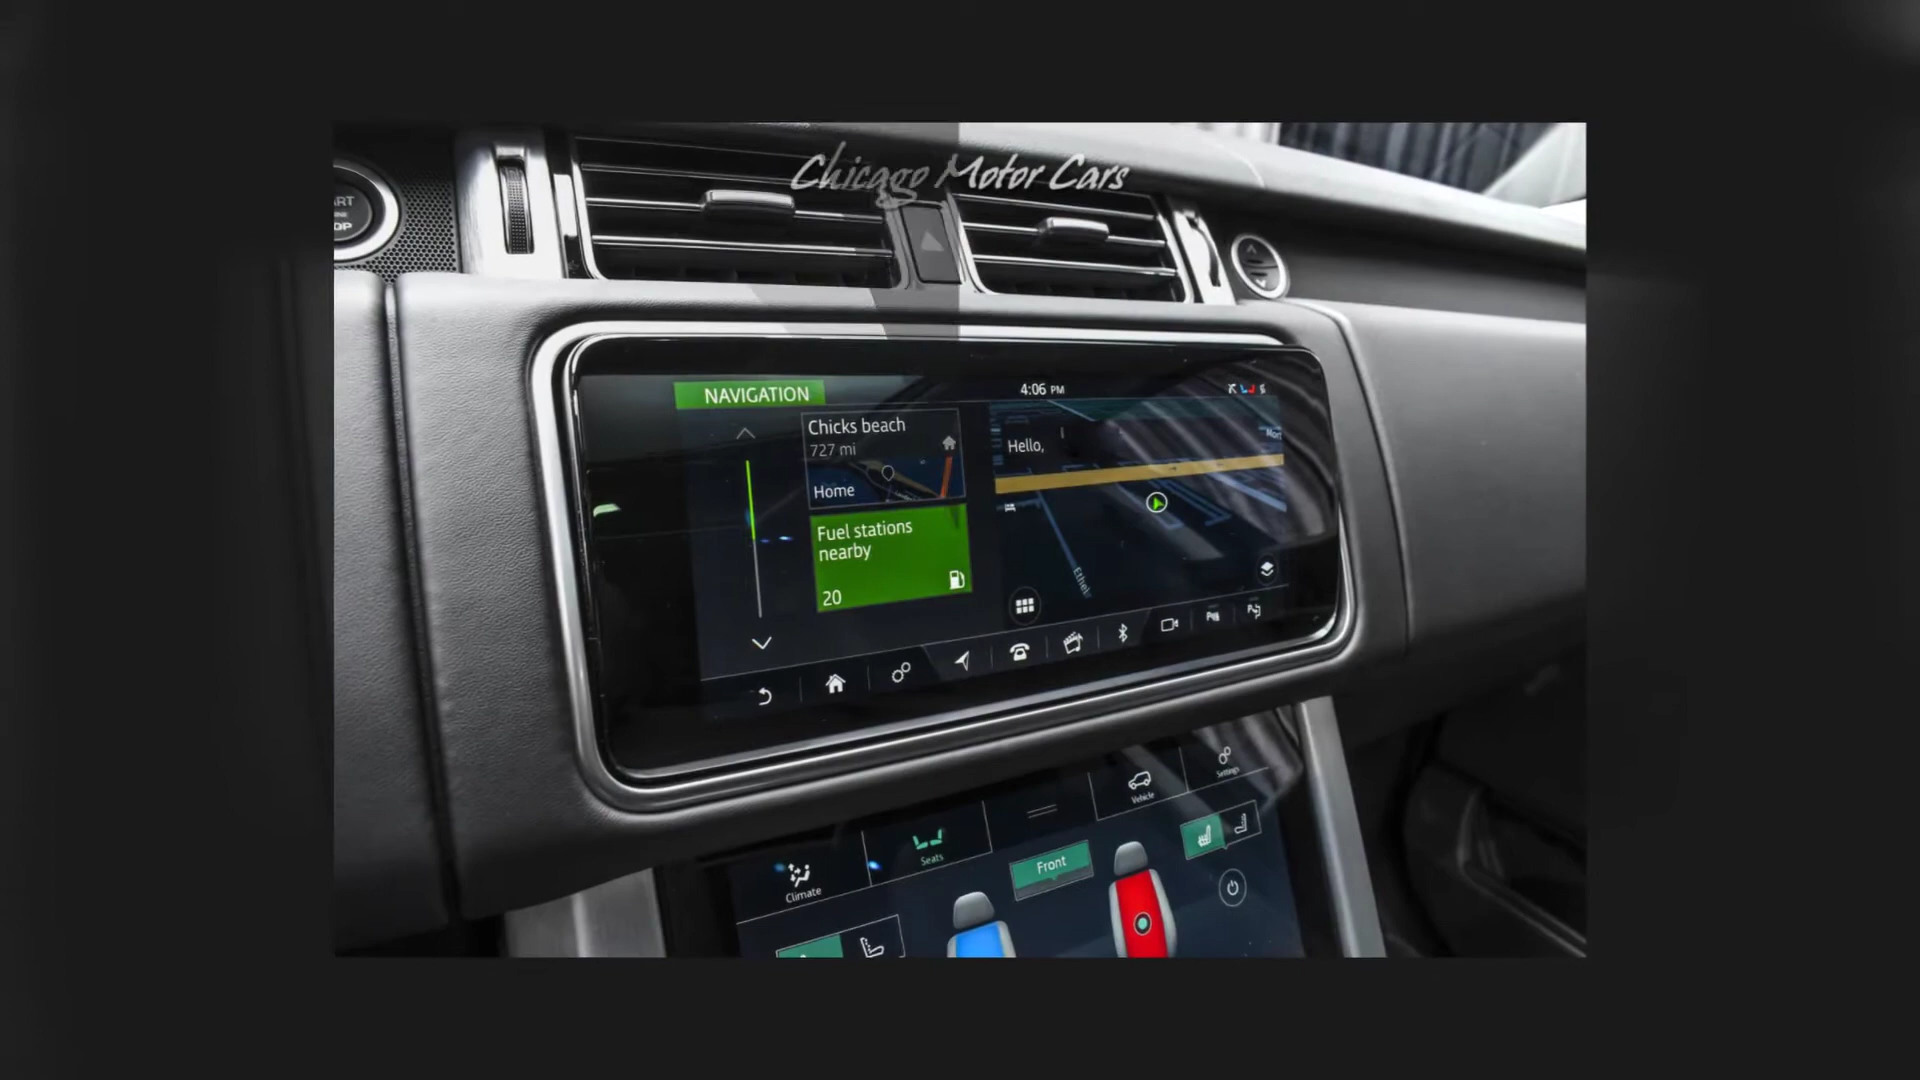 Chicago Motor Cars
NAVIGATION
4:06 PM
Chicks beach
727 mi
Home
Hello,
Fuel stations
nearby
20
Vehicle
Settings
Seats
Front
Climate